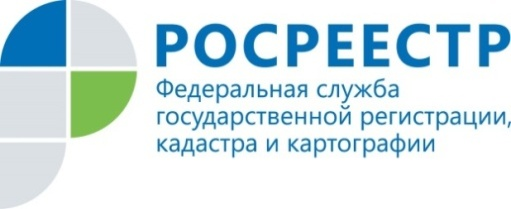 РОСРЕЕСТР
Федеральная служба
государственной регистрации,
кадастра и картографии